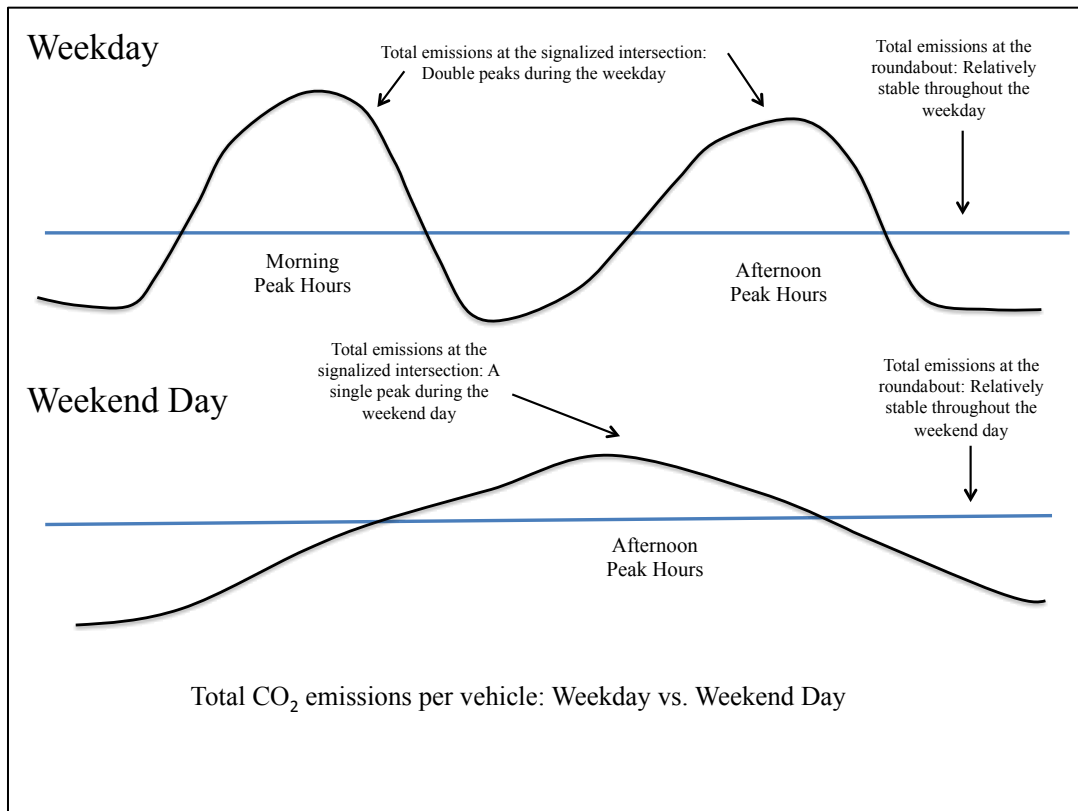 Weekday
Total emissions at the signalized intersection:
Double peaks during the weekday
Total emissions at the
roundabout: Relatively
stable throughout the
weekday
Morning
Peak Hours
Afternoon
Peak Hours
Weekend Day
Total emissions at the
signalized intersection: A
single peak during the
weekend day
Total emissions at the
roundabout: Relatively
stable throughout the
weekend day
Afternoon
Peak Hours
Total CO₂ emissions per vehicle: Weekday vs. Weekend Day